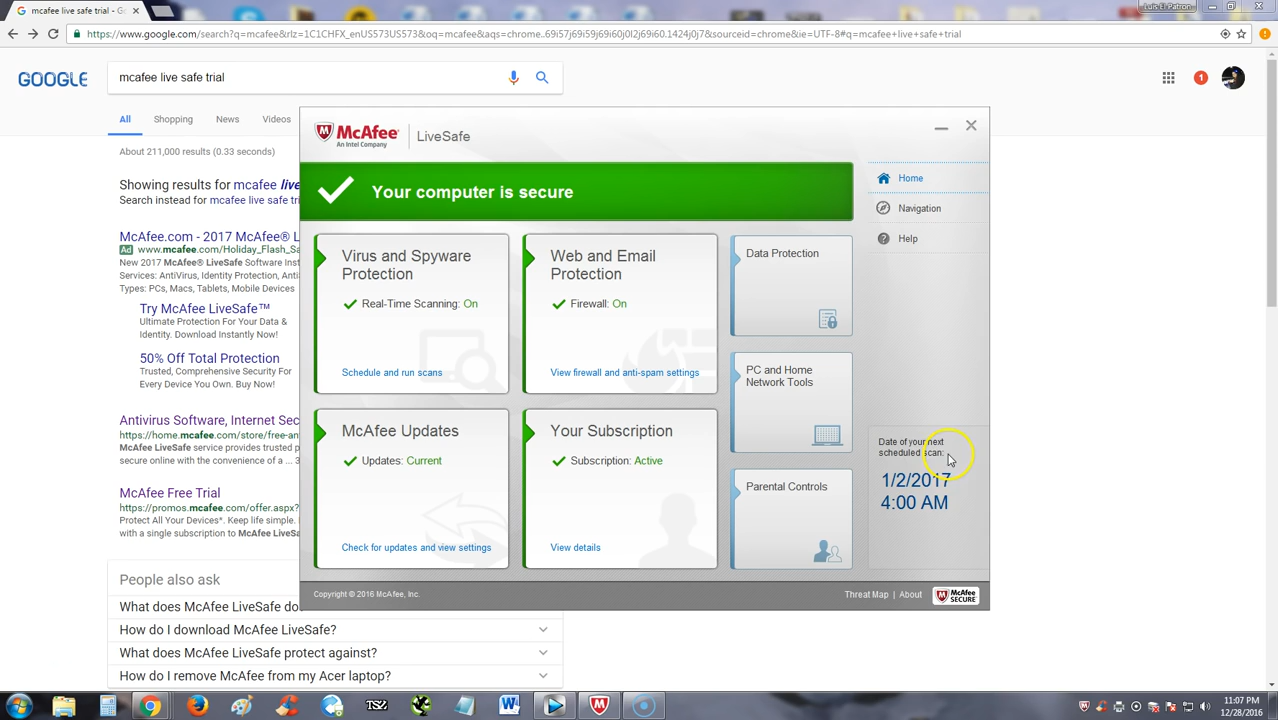 mcafee live safe trial - G
Luis El Patron
https://www.google.com/search?q=mcafee&rlz=1C1CHFX_enUS573US573&oq=mcafee&aqs=chrome..69i57j69i59j69i60j0l2j69i60.1424j0j7&sourceid=chrome&ie=UTF-8#q=mcafee+live+safe+trial
GOOGLE
mcafee live safe trial
1
All Shopping News Videos
About 211,000 results (0.33 seconds)
Showing results for mcafee live
Search instead for mcafee live safe tri
McAfee.com - 2017 McAfee® L
Ad www.mcafee.com/Holiday_Flash_Sa
New 2017 McAfee® LiveSafe Software Inst
Services: AntiVirus, Identity Protection, Anti
Types: PCs, Macs, Tablets, Mobile Devices
Try McAfee LiveSafe™
Ultimate Protection For Your Data &
Identity. Download Instantly Now!
50% Off Total Protection
Trusted, Comprehensive Security For
Every Device You Own. Buy Now!
Antivirus Software, Internet Sec
https://home.mcafee.com/store/free-an
McAfee LiveSafe service provides trusted p
secure online with the convenience of a ... 3
McAfee Free Trial
https://promos.mcafee.com/offer.aspx?
Protect All Your Devices*. Keep life simple.
with a single subscription to McAfee LiveSa
People also ask
What does McAfee LiveSafe do
How do I download McAfee LiveSafe?
What does McAfee LiveSafe protect against?
How do I remove McAfee from my Acer laptop?
McAfee®
An Intel Company
LiveSafe
Your computer is secure
Home
Navigation
Help
Virus and Spyware
Protection
Real-Time Scanning: On
Schedule and run scans
Web and Email
Protection
Firewall: On
View firewall and anti-spam settings
Data Protection
PC and Home
Network Tools
McAfee Updates
Updates: Current
Check for updates and view settings
Your Subscription
Subscription: Active
View details
Parental Controls
Date of your next
scheduled scan:
1/2/2017
4:00 AM
Copyright © 2016 McAfee, Inc.
Threat Map | About
McAfee
SECURE
TSZ
W
11:07 PM
12/28/2016